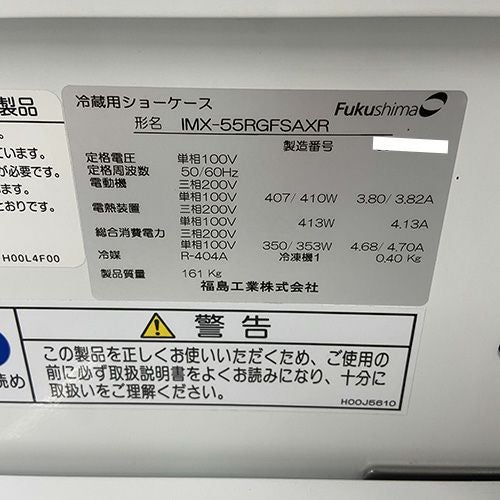 製品
冷蔵用ショーケース
Fukushima
形名 IMX-55RGFSAXR
製造番号
定格電圧 単相100V
定格周波数 50/60Hz
電動機 三相200V
単相100V 407/ 410W 3.80/ 3.82A
電熱装置 三相200V
単相100V 413W 4.13A
総合消費電力 三相200V
単相100V 350/ 353W 4.68/ 4.70A
冷媒 R-404A 冷凍機1 0.40 Kg
製品質量 161 Kg
福島工業株式会社
ています。
が必要です。
とおりです。
H00L4F00
警告
この製品を正しくお使いいただくため、ご使用の
前に必ず取扱説明書をよくお読みになり、十分に
取扱いをご理解ください。
H00J5610
読め